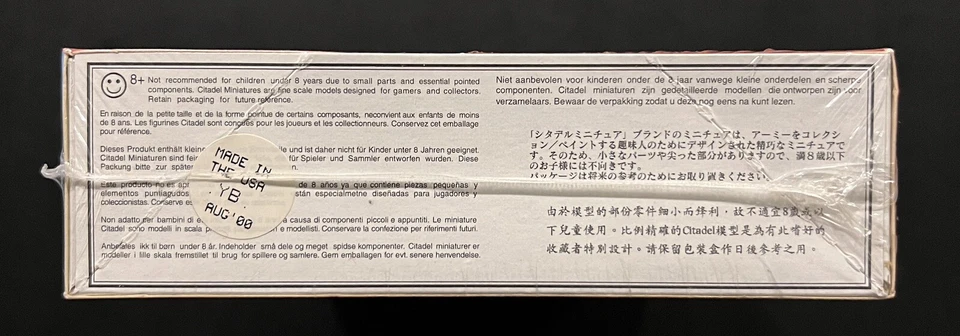 8+ Not recommended for children under 8 years due to small parts and essential pointed
components. Citadel Miniatures are fine scale models designed for gamers and collectors.
Retain packaging for future reference.
En raison de la petite taille et de la forme pointue de certains composants, reconvient aux enfants de moins
de 8 ans. Les figurines Citadel sont conçues pour les joueurs et les collectionneurs. Conservez cet emballage
pour référence.
Dieses Produkt enthält kleine und ist daher nicht für Kinder unter 8 Jahren geeignet.
Citadel Miniaturen sind für Spieler und Sammler entworfen wurden. Diese
Packung bitte zur später
Este producto no es apr de 8 años ya que contiene piezas pequeñas y
elementos puntiagudos stán especialmetne diseñadas para jugadores y
coleccionistas. Conserve es
Non adatto per bambini di e a causa di componenti piccoli e appuntiti. Le miniature
Citadel sono modelli in scala p e modellisti. Conservare la confezione per riferimenti futuri.
Anbefales ikk til børn under 8 år. Indeholder små dele og meget spidse komponenter. Citadel miniaturer er
modeller i fille skala fremstillet til brug for spillere og samlere. Gem emballagen for evt. senere henvendelse.
MADE IN
THE USA
YB
AUG'00
Niet aanbevolen voor kinderen onder de 8 jaar vanwege kleine onderdelen en scherpe
componenten. Citadel miniaturen zijn gedetailleerde modellen die ontworpen zijn voor
verzamelaars. Bewaar de verpakking zodat u deze nog eens na kunt lezen.
「シタデルミニチュア」ブランドのミニチュアは、アーミーをコレクシ
ョン/ペイントする趣味人のためにデザインされた精巧なミニチュアで
す。そのため、小さなパーツや尖った部分がありますので、満8歳以下
のお子様には不向きです。
パッケージは将来の参考のためにお取り置きください。
由於模型的部份零件細小而鋒利，故不適宜8歲或以
下兒童使用。比例精確的Citadel模型是為有此嗜好的
收藏者特別設計。請保留包裝盒作日後參考之用。